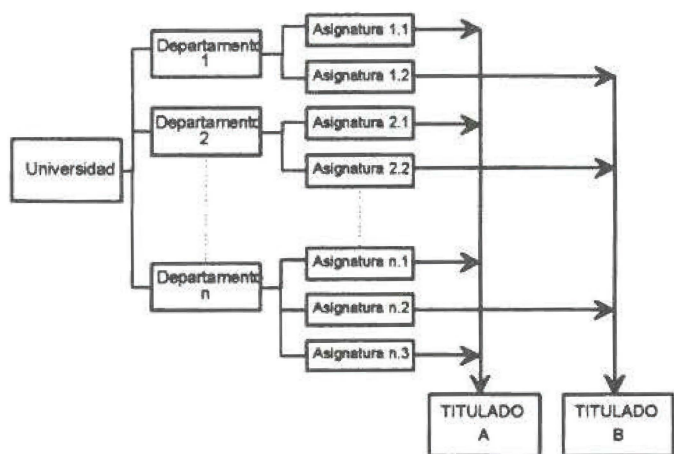 Universidad
Departamento
1
Departamento
2
Departamento
n
Asignatura 1.1
Asignatura 1.2
Asignatura 2.1
Asignatura 2.2
Asignatura n.1
Asignatura n.2
Asignatura n.3
TITULADO
A
TITULADO
B